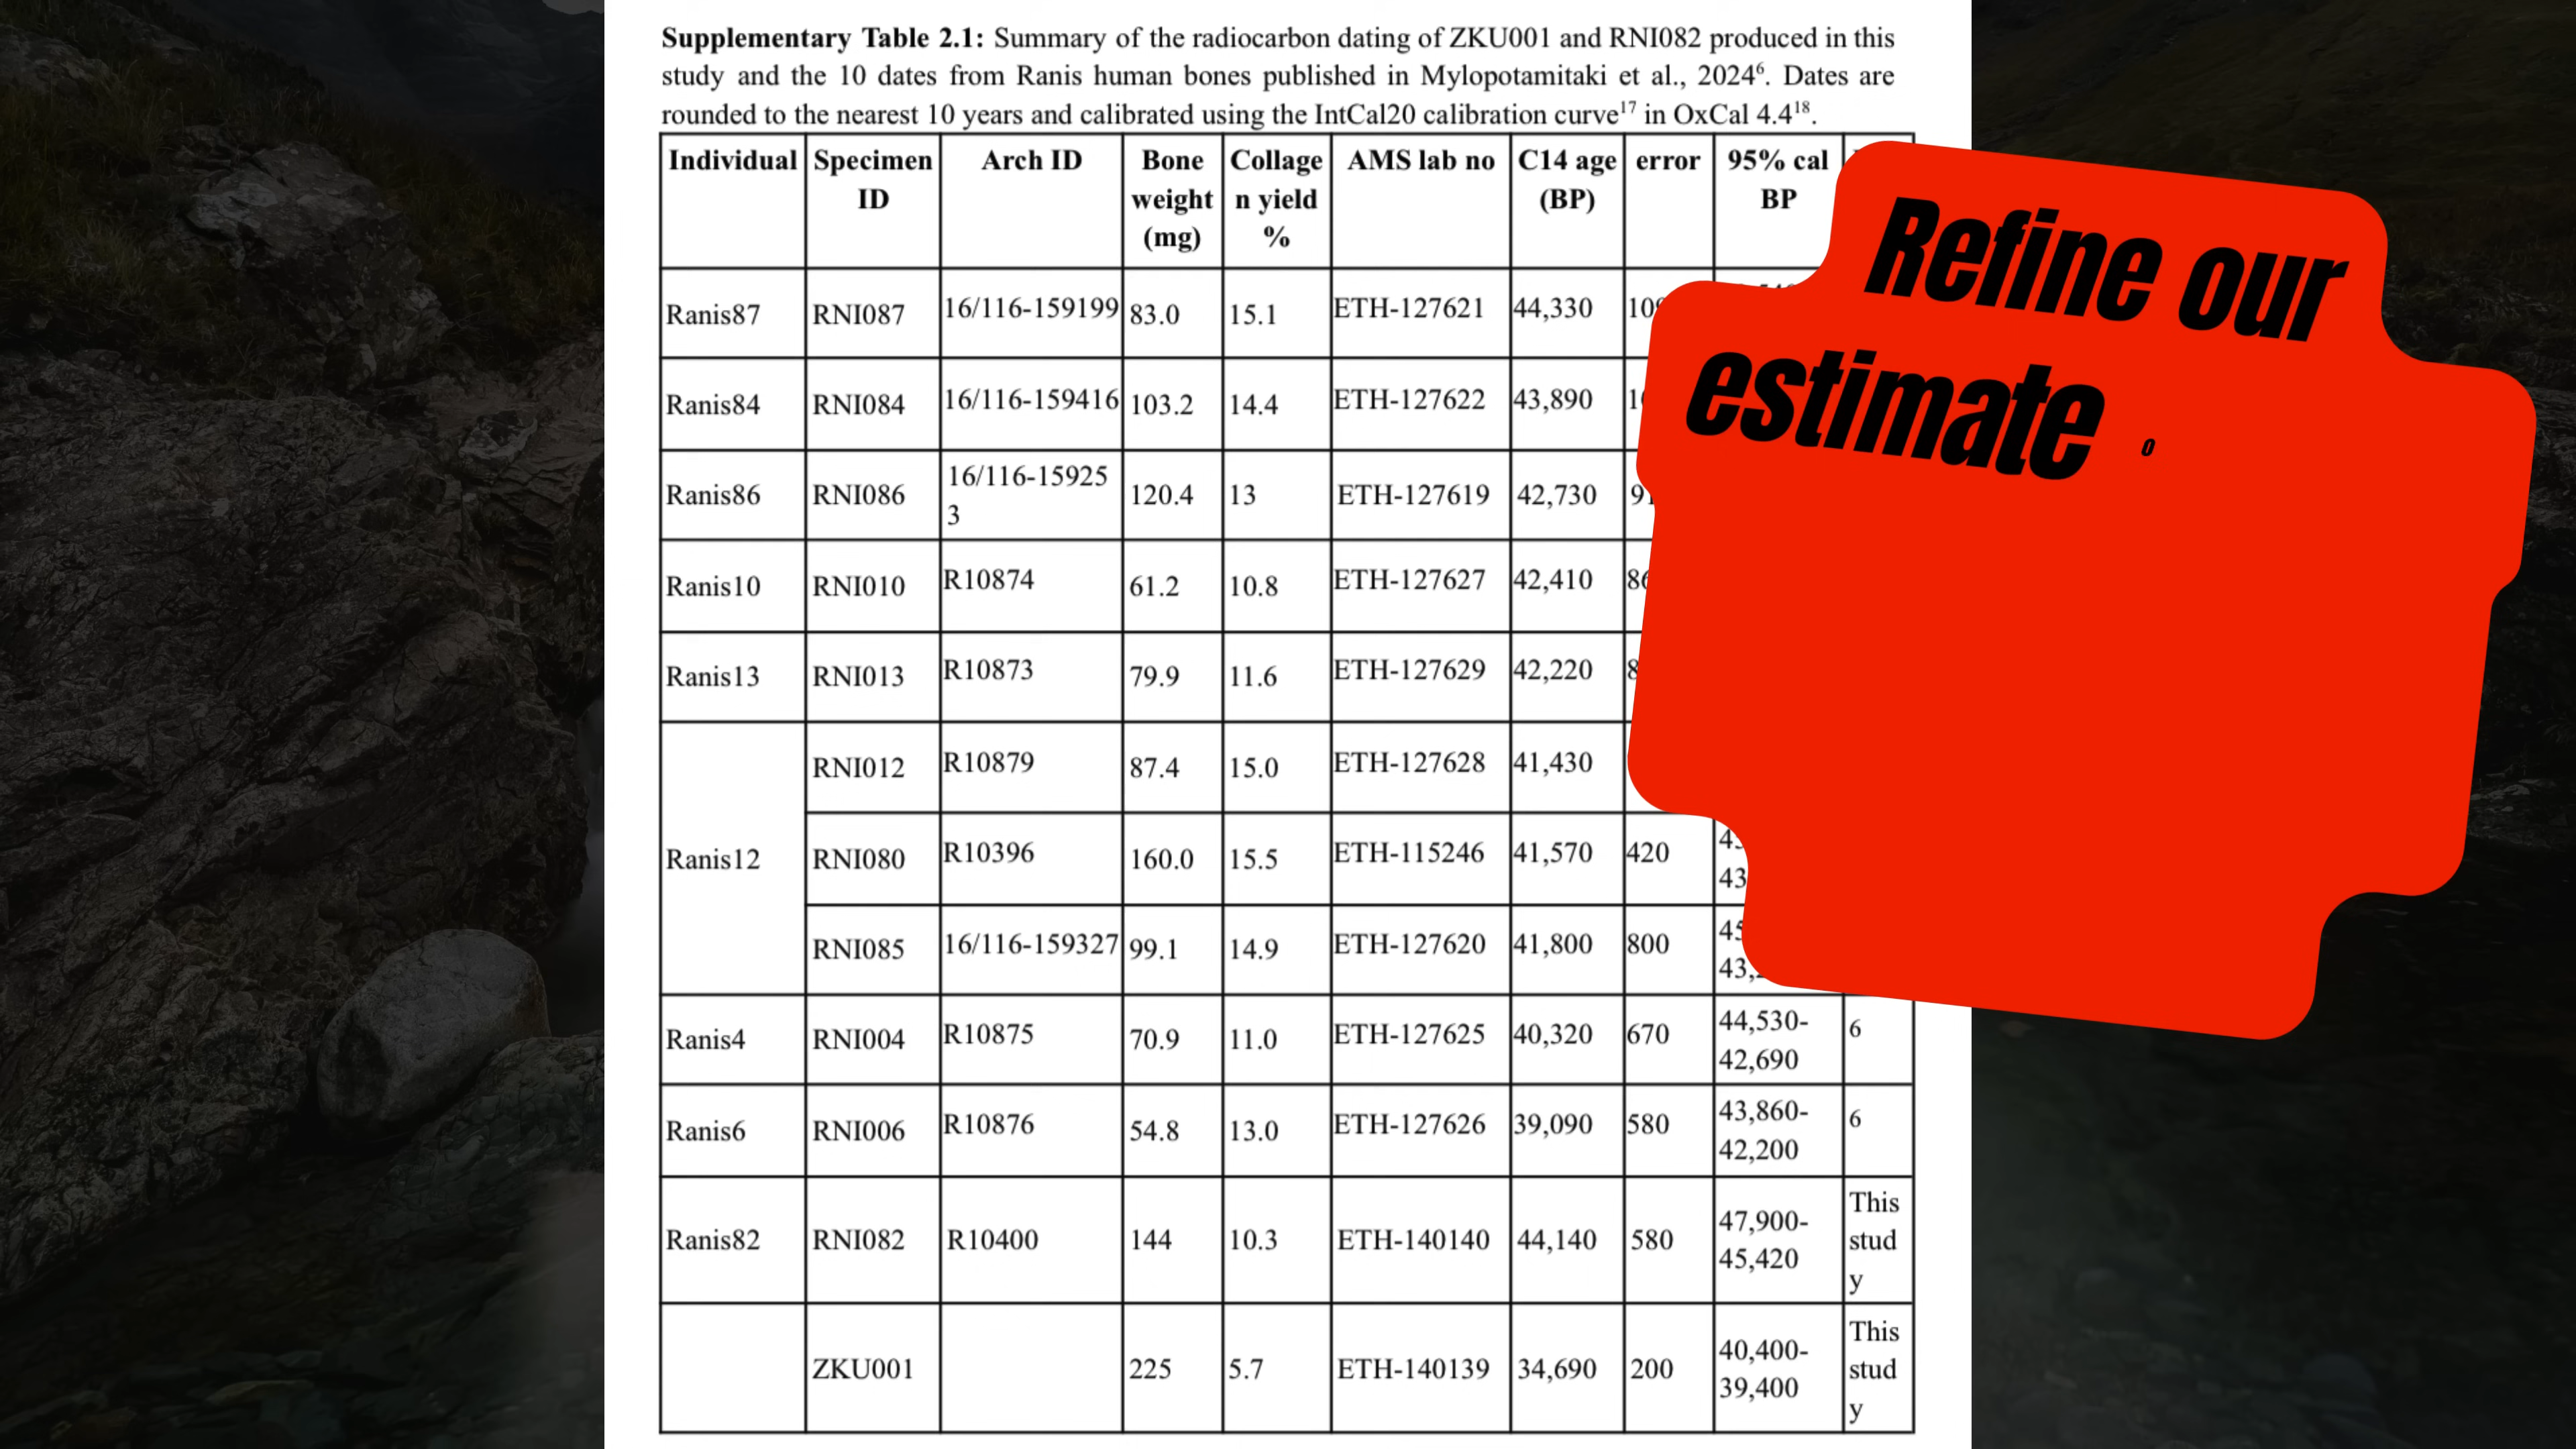 Supplementary Table 2.1: Summary of the radiocarbon dating of ZKU001 and RNI082 produced in this
study and the 10 dates from Ranis human bones published in Mylopotamitaki et al., 2024⁶. Dates are
rounded to the nearest 10 years and calibrated using the IntCal20 calibration curve¹⁷ in OxCal 4.4¹⁸.
Individual Specimen ID Arch ID Bone weight (mg) Collage n yield % AMS lab no C14 age (BP) error 95% cal BP
Ranis87 RNI087 16/116-159199 83.0 15.1 ETH-127621 44,330
Ranis84 RNI084 16/116-159416 103.2 14.4 ETH-127622 43,890
Ranis86 RNI086 16/116-15925 3 120.4 13 ETH-127619 42,730
Ranis10 RNI010 R10874 61.2 10.8 ETH-127627 42,410
Ranis13 RNI013 R10873 79.9 11.6 ETH-127629 42,220
RNI012 R10879 87.4 15.0 ETH-127628 41,430
Ranis12 RNI080 R10396 160.0 15.5 ETH-115246 41,570 420
RNI085 16/116-159327 99.1 14.9 ETH-127620 41,800 800
Ranis4 RNI004 R10875 70.9 11.0 ETH-127625 40,320 670 44,530-42,690 6
Ranis6 RNI006 R10876 54.8 13.0 ETH-127626 39,090 580 43,860-42,200 6
Ranis82 RNI082 R10400 144 10.3 ETH-140140 44,140 580 47,900-45,420 This stud y
ZKU001 225 5.7 ETH-140139 34,690 200 40,400-39,400 This stud y
Refine our
estimate